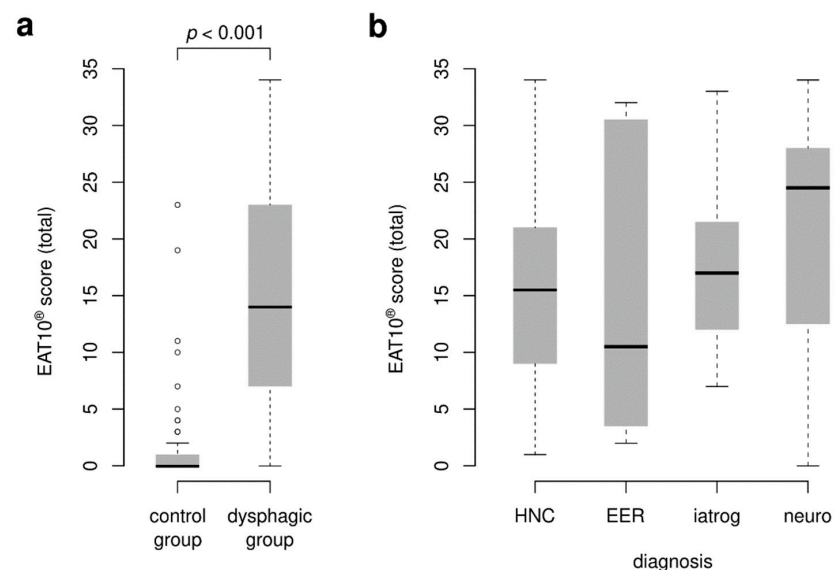 a
p < 0.001
EAT10® score (total)
35
30
25
20
15
10
5
0
control group
dysphagic group
b
EAT10® score (total)
35
30
25
20
15
10
5
0
HNC EER iatrog neuro
diagnosis